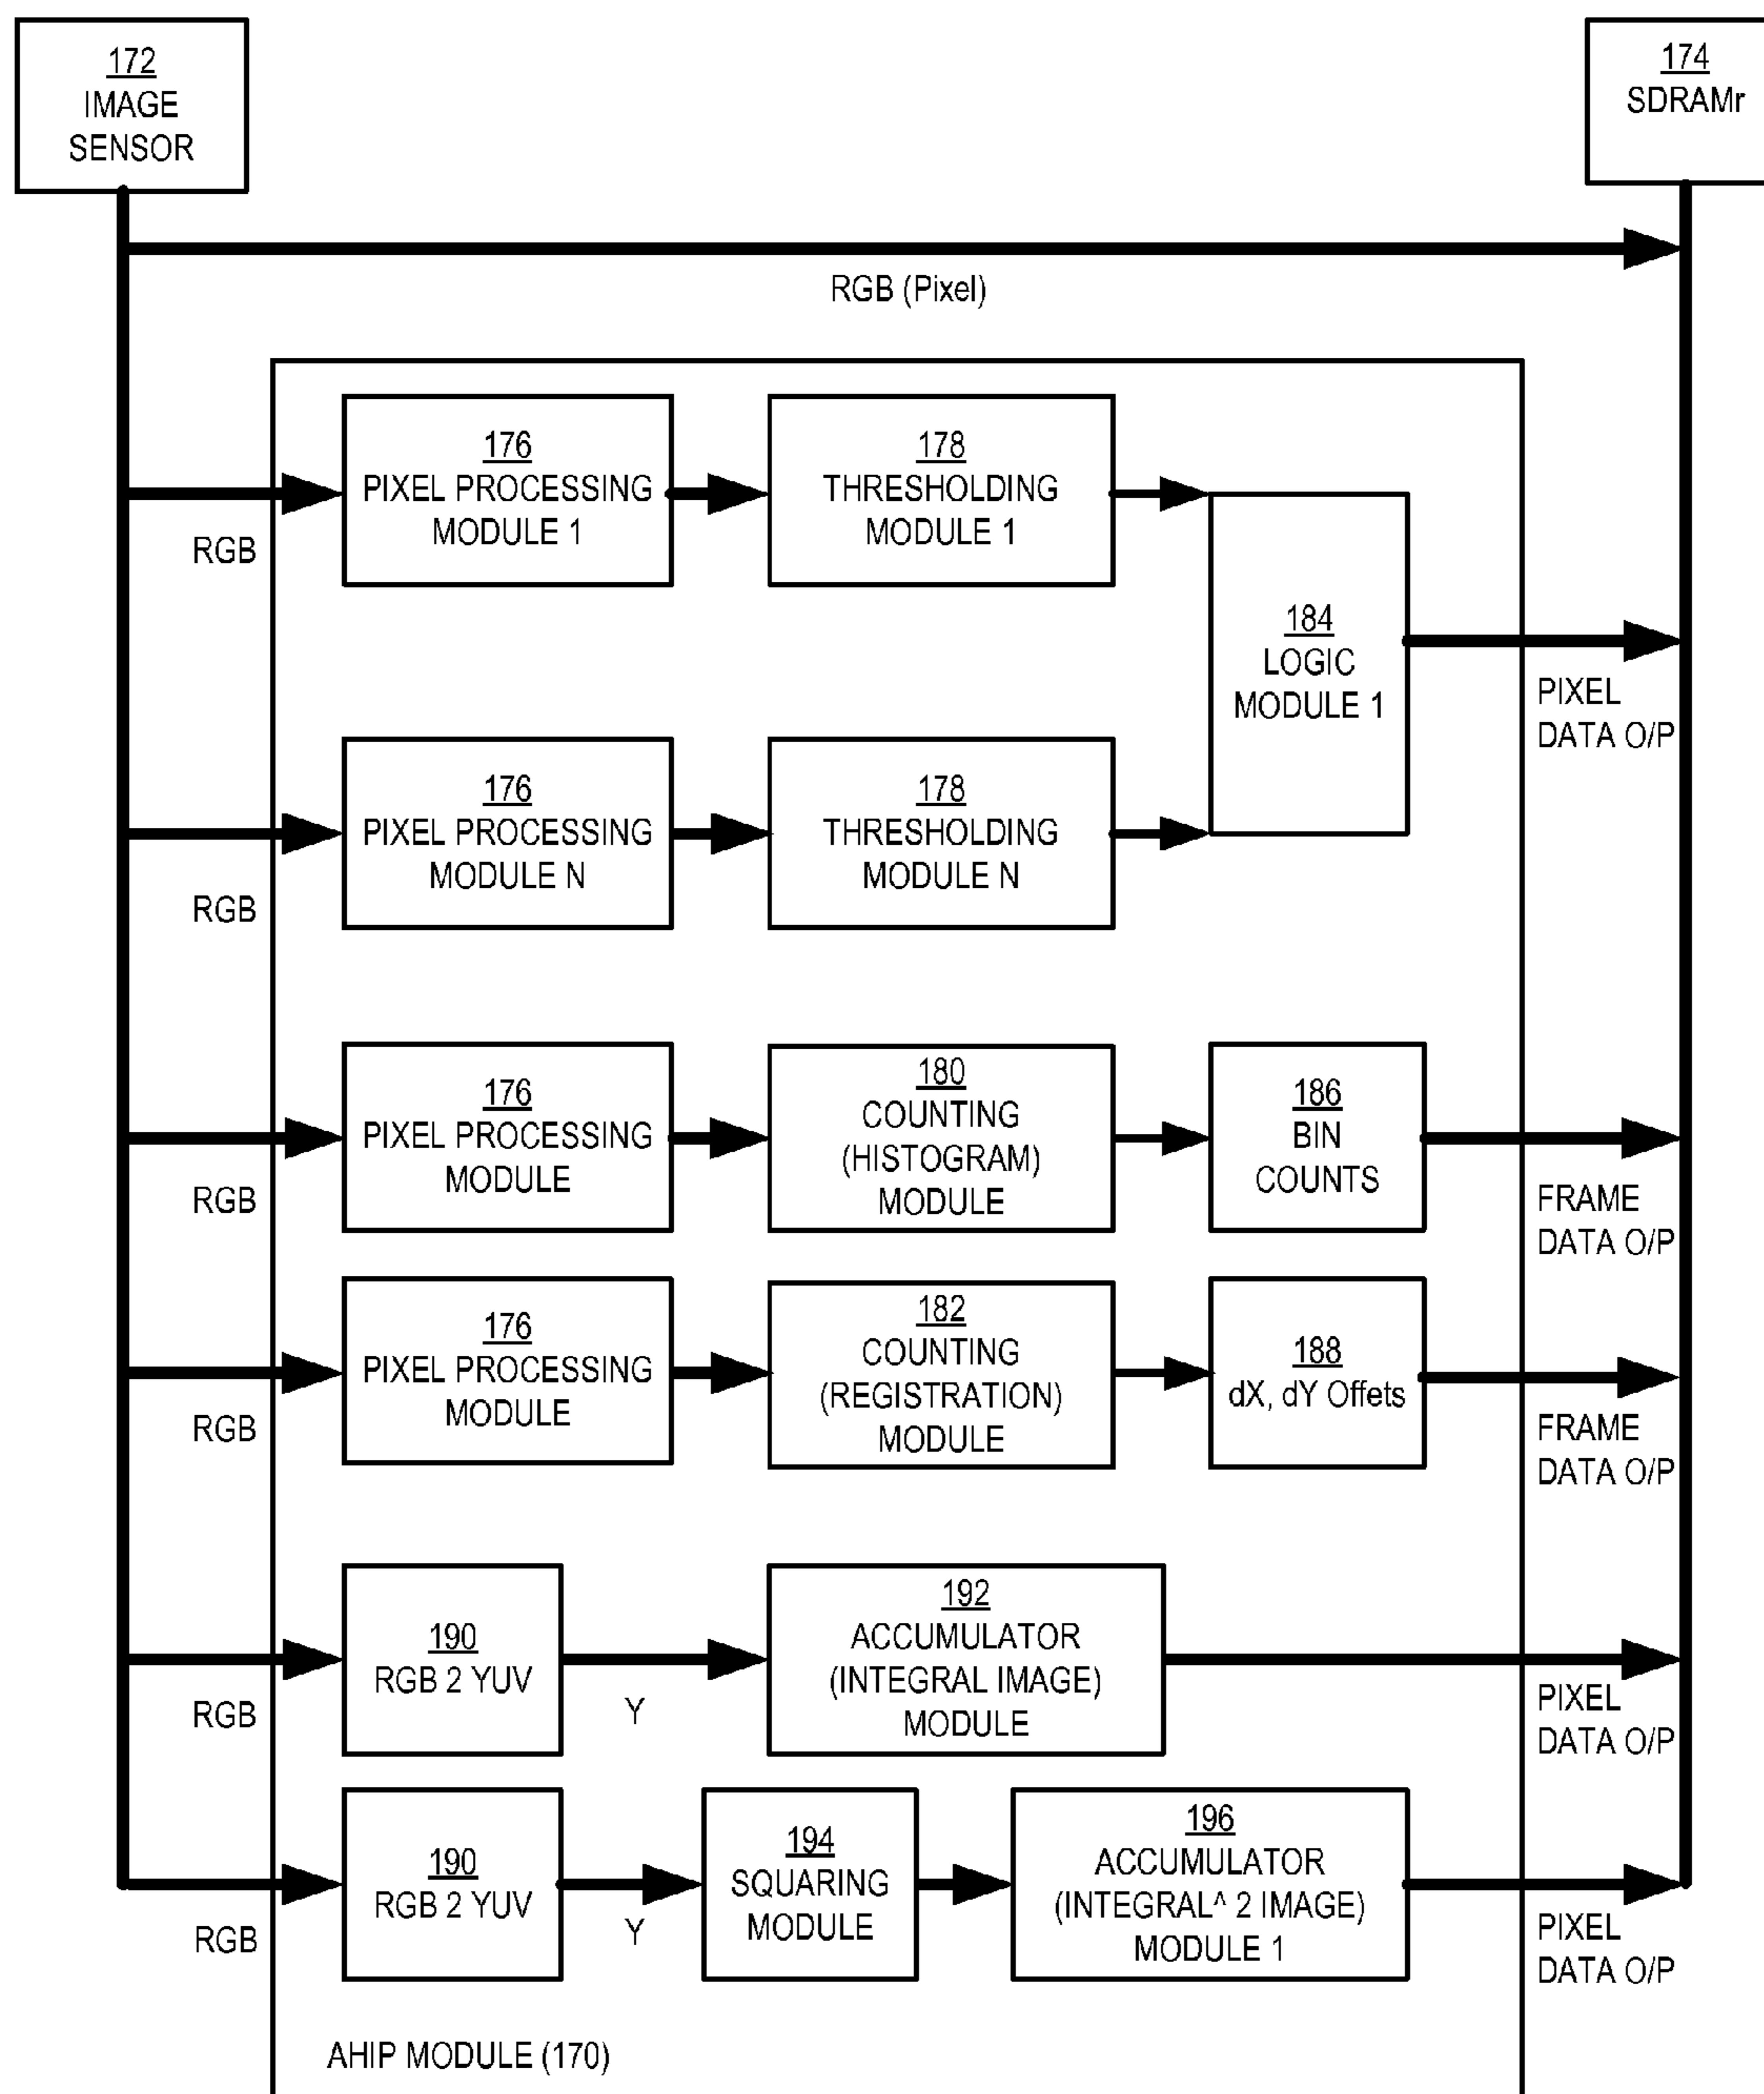 172
IMAGE
SENSOR
174
SDRAMr
RGB (Pixel)
176
PIXEL PROCESSING
MODULE 1
178
THRESHOLDING
MODULE 1
RGB
184
LOGIC
MODULE 1
PIXEL
DATA O/P
176
PIXEL PROCESSING
MODULE N
178
THRESHOLDING
MODULE N
RGB
176
PIXEL PROCESSING
MODULE
180
COUNTING
(HISTOGRAM)
MODULE
186
BIN
COUNTS
RGB
FRAME
DATA O/P
176
PIXEL PROCESSING
MODULE
182
COUNTING
(REGISTRATION)
MODULE
188
dX, dY Offets
RGB
FRAME
DATA O/P
190
RGB 2 YUV
192
ACCUMULATOR
(INTEGRAL IMAGE)
MODULE
RGB
Y
PIXEL
DATA O/P
190
RGB 2 YUV
194
SQUARING
MODULE
196
ACCUMULATOR
(INTEGRAL^ 2 IMAGE)
MODULE 1
RGB
Y
PIXEL
DATA O/P
AHIP MODULE (170)